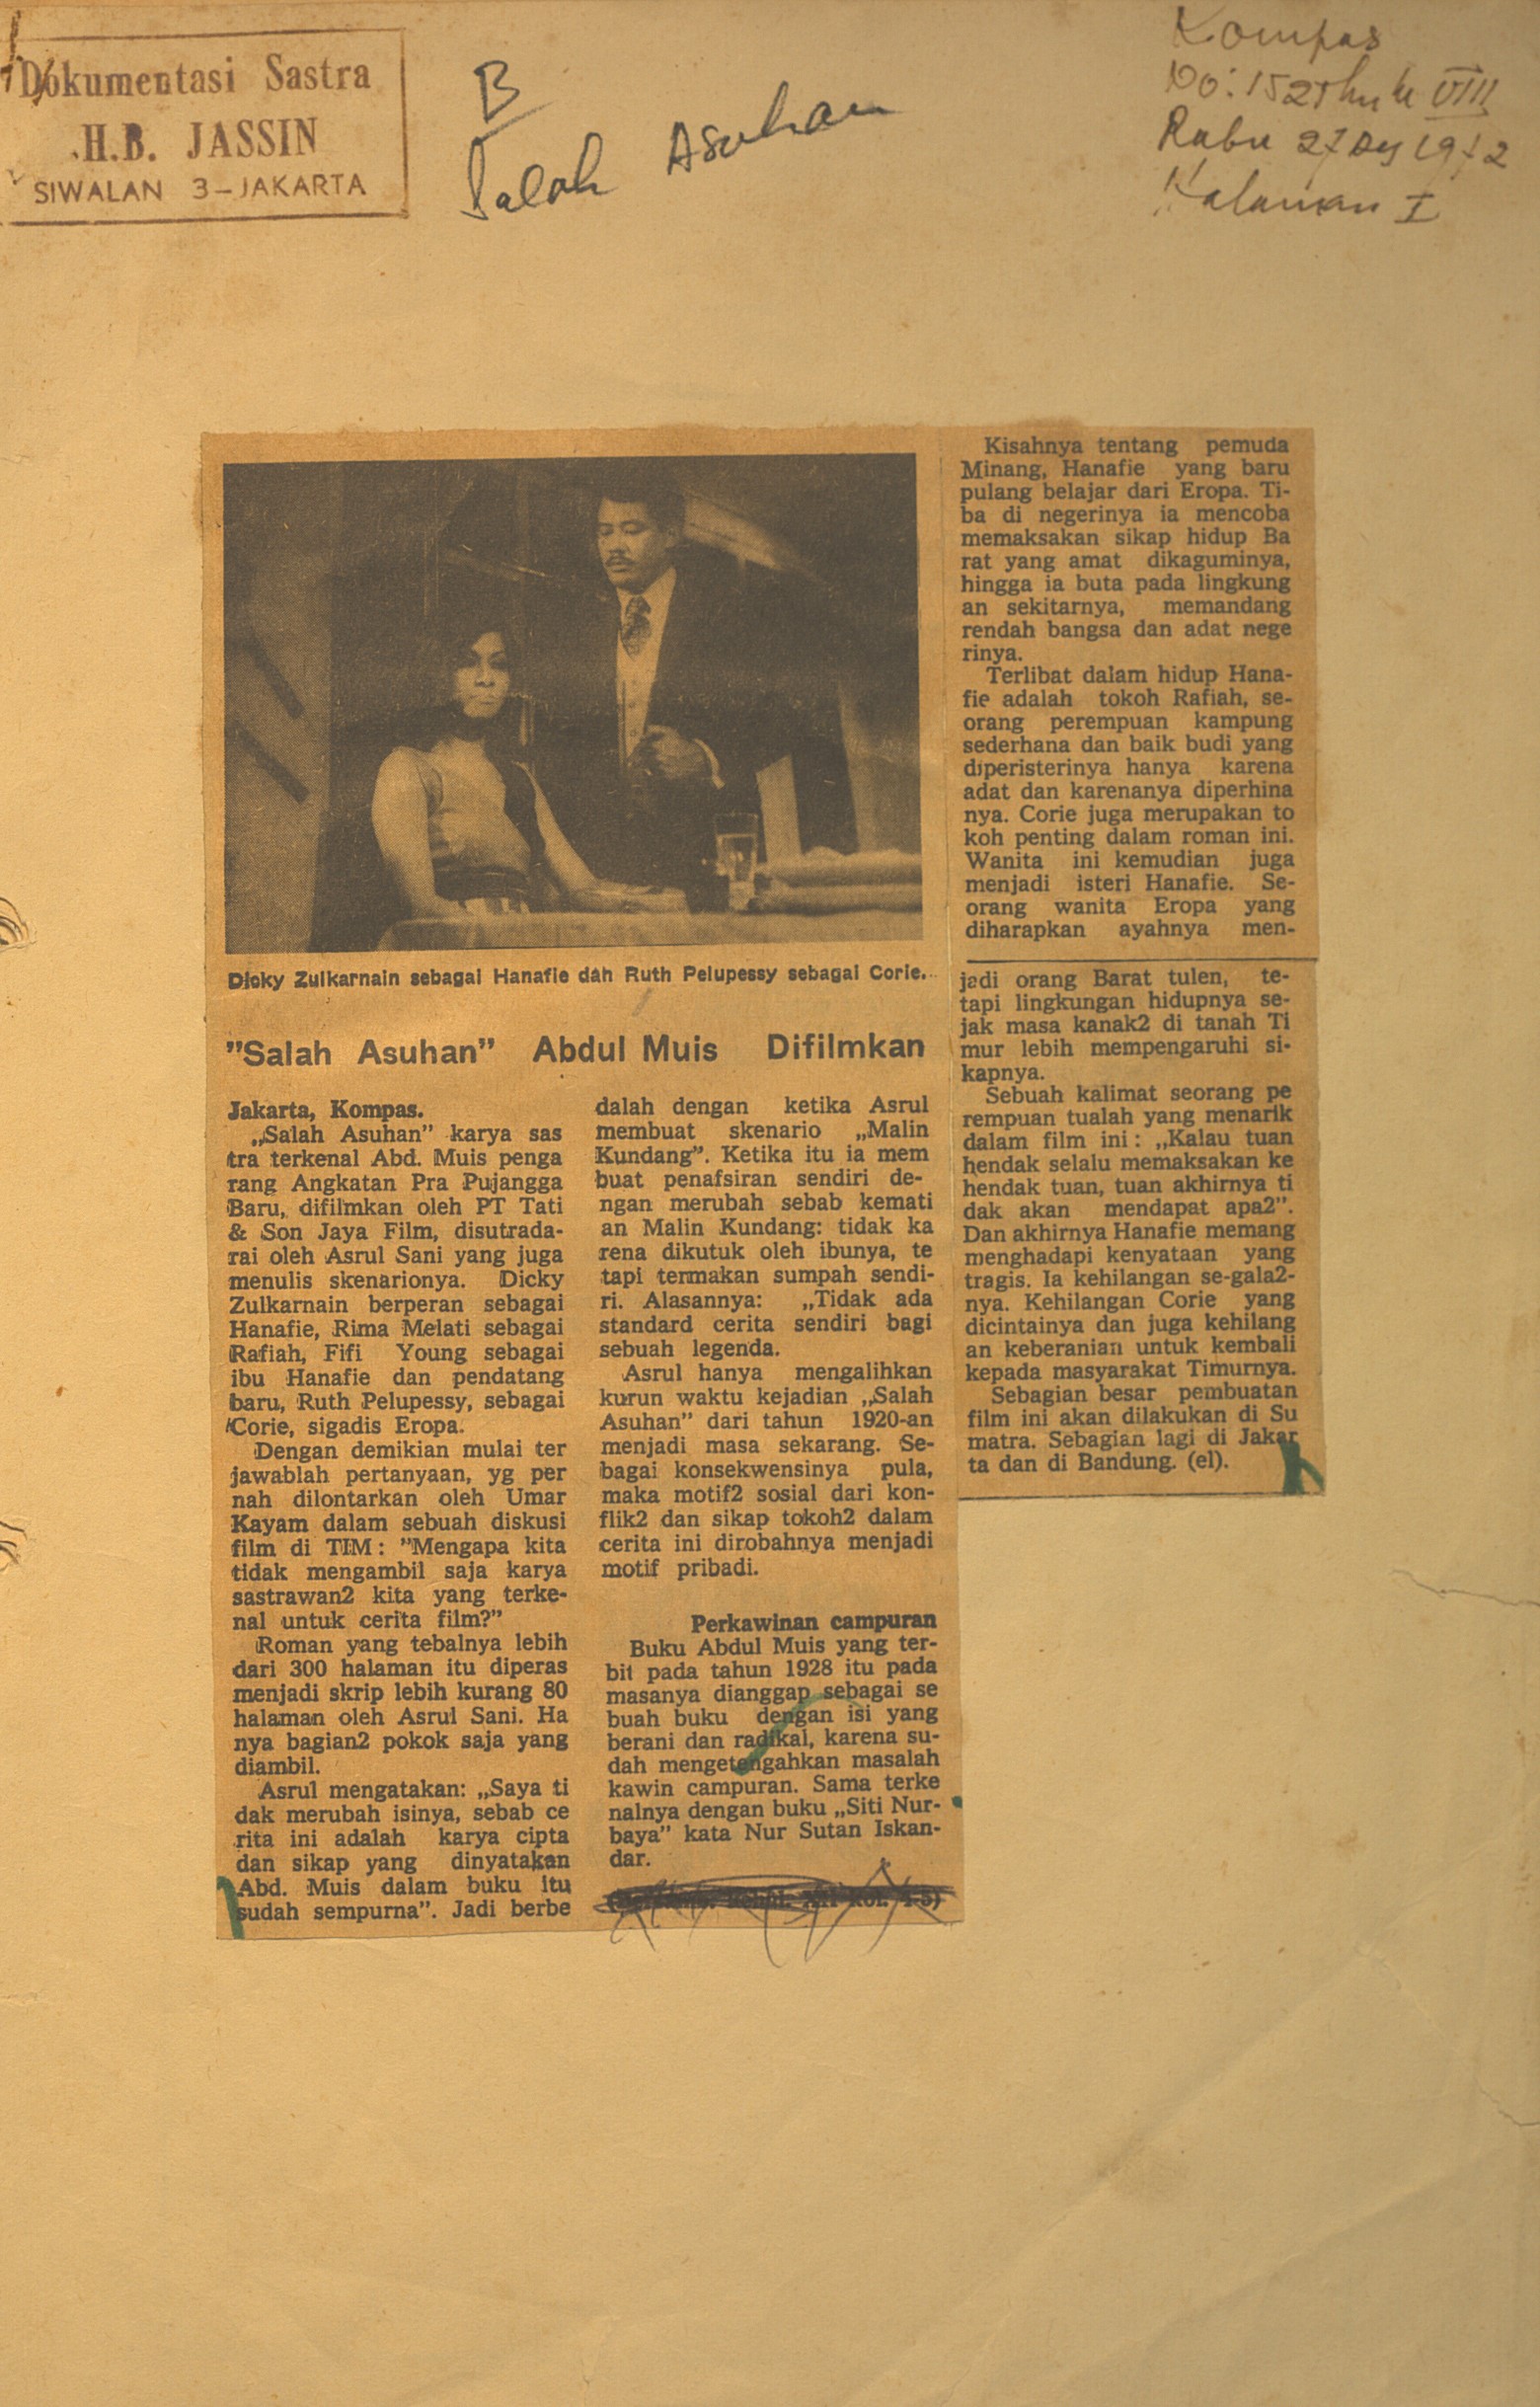 Dokumentasi Sastra
H.B. JASSIN
SIWALAN 3-JAKARTA
B
Salah Asuhan
Kompas
No: 152 thn ke VIII
Rabu 27 Des 1972
Halaman I
Dicky Zulkarnain sebagai Hanafie dan Ruth Pelupessy sebagai Corie.
"Salah Asuhan" Abdul Muis Difilmkan
Jakarta, Kompas.
„Salah Asuhan" karya sas
tra terkenal Abd. Muis penga
rang Angkatan Pra Pujangga
Baru, difilmkan oleh PT Tati
& Son Jaya Film, disutrada-
rai oleh Asrul Sani yang juga
menulis skenarionya. Dicky
Zulkarnain berperan sebagai
Hanafie, Rima Melati sebagai
Rafiah, Fifi Young sebagai
ibu Hanafie dan pendatang
baru, Ruth Pelupessy, sebagai
Corie, sigadis Eropa.
Dengan demikian mulai ter
jawablah pertanyaan, yg per
nah dilontarkan oleh Umar
Kayam dalam sebuah diskusi
film di TIM : "Mengapa kita
tidak mengambil saja karya
sastrawan2 kita yang terke-
nal untuk cerita film?"
Roman yang tebalnya lebih
dari 300 halaman itu diperas
menjadi skrip lebih kurang 80
halaman oleh Asrul Sani. Ha
nya bagian2 pokok saja yang
diambil.
Asrul mengatakan: „Saya ti
dak merubah isinya, sebab ce
rita ini adalah karya cipta
dan sikap yang dinyatakan
Abd. Muis dalam buku itu
sudah sempurna". Jadi berbe
dalah dengan ketika Asrul
membuat skenario „Malin
Kundang". Ketika itu ia mem
buat penafsiran sendiri de-
ngan merubah sebab kemati
an Malin Kundang: tidak ka
rena dikutuk oleh ibunya, te
tapi termakan sumpah sendi-
ri. Alasannya: „Tidak ada
standard cerita sendiri bagi
sebuah legenda.
Asrul hanya mengalihkan
kurun waktu kejadian „Salah
Asuhan" dari tahun 1920-an
menjadi masa sekarang. Se-
bagai konsekwensinya pula,
maka motif2 sosial dari kon-
flik2 dan sikap tokoh2 dalam
cerita ini dirobahnya menjadi
motif pribadi.
Perkawinan campuran
Buku Abdul Muis yang ter-
bit pada tahun 1928 itu pada
masanya dianggap sebagai se
buah buku dengan isi yang
berani dan radikal, karena su-
dah mengetengahkan masalah
kawin campuran. Sama terke
nalnya dengan buku „Siti Nur-
baya" kata Nur Sutan Iskan-
dar.
Kisahnya tentang pemuda
Minang, Hanafie yang baru
pulang belajar dari Eropa. Ti-
ba di negerinya ia mencoba
memaksakan sikap hidup Ba
rat yang amat dikaguminya,
hingga ia buta pada lingkung
an sekitarnya, memandang
rendah bangsa dan adat nege
rinya.
Terlibat dalam hidup Hana-
fie adalah tokoh Rafiah, se-
orang perempuan kampung
sederhana dan baik budi yang
diperisterinya hanya karena
adat dan karenanya diperhina
nya. Corie juga merupakan to
koh penting dalam roman ini.
Wanita ini kemudian juga
menjadi isteri Hanafie. Se-
orang wanita Eropa yang
diharapkan ayahnya men-
jadi orang Barat tulen, te-
tapi lingkungan hidupnya se-
jak masa kanak2 di tanah Ti
mur lebih mempengaruhi si-
kapnya.
Sebuah kalimat seorang pe
rempuan tualah yang menarik
dalam film ini : „Kalau tuan
hendak selalu memaksakan ke
hendak tuan, tuan akhirnya ti
dak akan mendapat apa2".
Dan akhirnya Hanafie memang
menghadapi kenyataan yang
tragis. Ia kehilangan se-gala2-
nya. Kehilangan Corie yang
dicintainya dan juga kehilang
an keberanian untuk kembali
kepada masyarakat Timurnya.
Sebagian besar pembuatan
film ini akan dilakukan di Su
matra. Sebagian lagi di Jakar
ta dan di Bandung. (el).